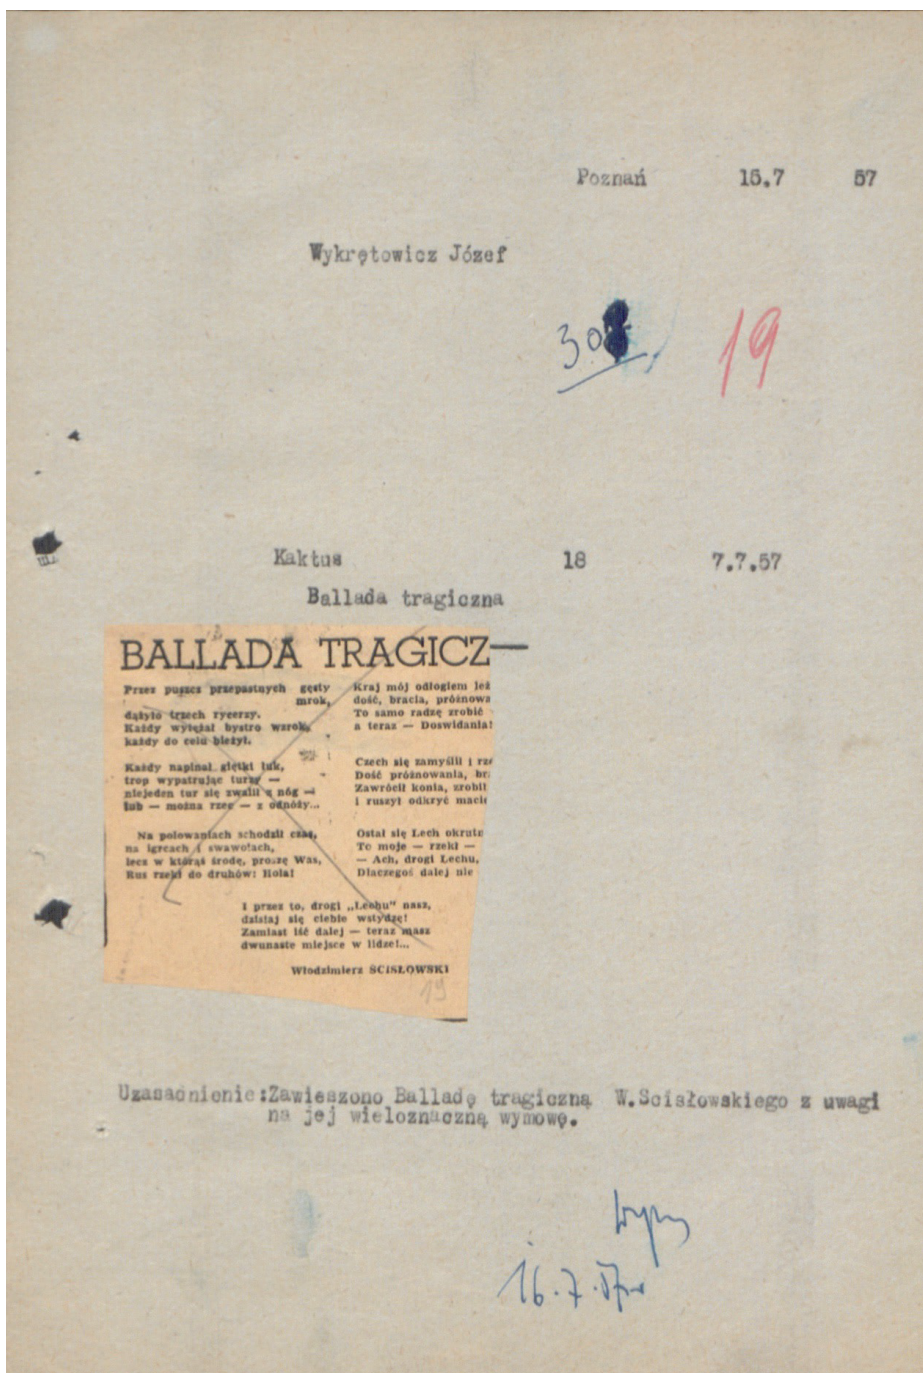 Poznań 15.7 57
Wykrętowicz Józef
308 19
Kaktus 18 7.7.57
Ballada tragiczna
BALLADA TRAGICZ—
Przez puszcz przepastnych gęsty
mrok,
dążyło trzech rycerzy.
Każdy wytężał bystro wzrok,
każdy do celu bieżył.
Każdy napinał giętki łuk,
trop wypatrując turzy —
niejeden tur się zwalił z nóg —
lub — można rzec — z odnóży...
Na polowaniach schodził czas,
na igrcach i swawolach,
lecz w którąś środę, proszę Was,
Rus rzekł do druhów: Hola!
Kraj mój odłogiem leż
dość, bracia, próżnowa
To samo radzę zrobić
a teraz — Doswidania!
Czech się zamyślił i rze
Dość próżnowania, br
Zawrócił konia, zrobił
i ruszył odkryć macie
Ostał się Lech okrutn
To moje — rzekł —
— Ach, drogi Lechu,
Dlaczegoś dalej nie
I przez to, drogi „Lechu” nasz,
dzisiaj się ciebie wstydzę!
Zamiast iść dalej — teraz masz
dwunaste miejsce w lidze!...
Włodzimierz SCISŁOWSKI
19
Uzasadnienie:Zawieszono Balladę tragiczną W.Scisłowskiego z uwagi
na jej wieloznaczną wymowę.
16.7.57